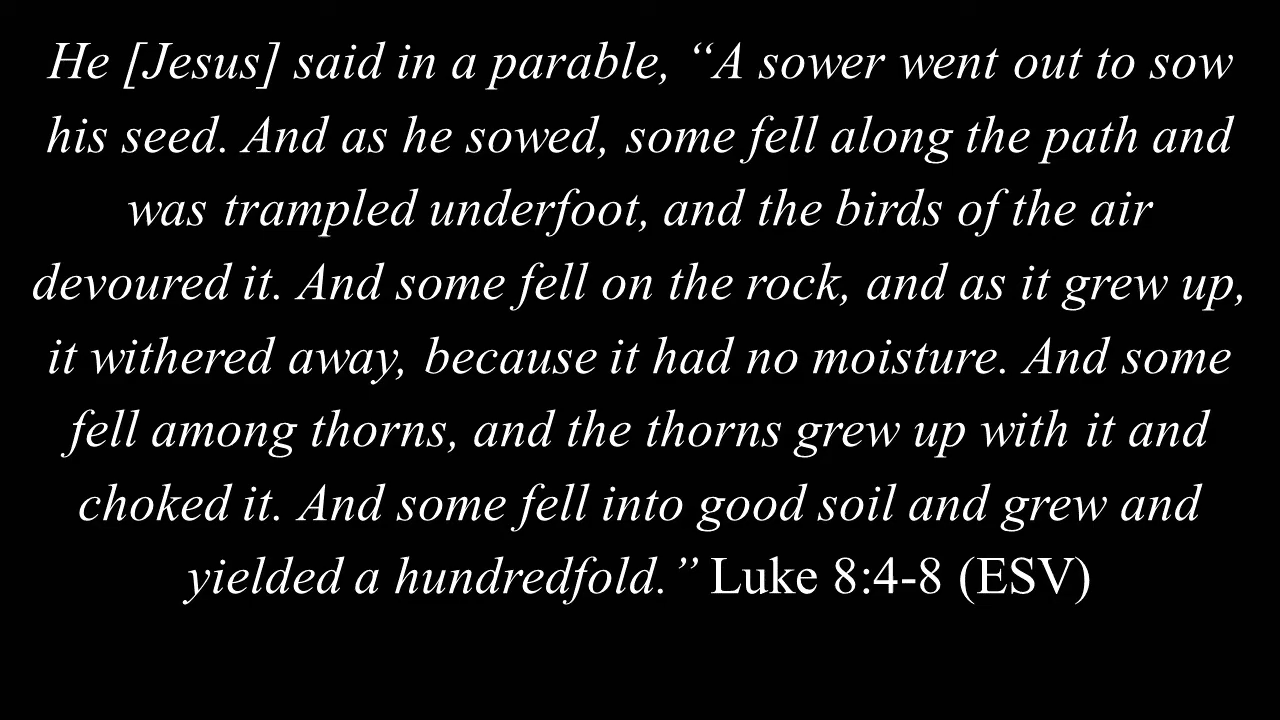 He [Jesus] said in a parable, “A sower went out to sow
his seed. And as he sowed, some fell along the path and
was trampled underfoot, and the birds of the air
devoured it. And some fell on the rock, and as it grew up,
it withered away, because it had no moisture. And some
fell among thorns, and the thorns grew up with it and
choked it. And some fell into good soil and grew and
yielded a hundredfold.” Luke 8:4-8 (ESV)